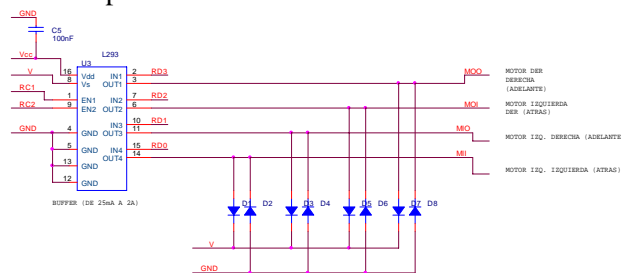 GND
C5
100nF
Vcc
U3
L293
V
16
8
Vdd
Vs
IN1
OUT1
2
3
RD3
RC1
RC2
1
9
EN1
EN2
IN2
OUT2
7
6
RD2
GND
4
GND
IN3
OUT3
10
11
RD1
5
GND
IN4
OUT4
15
14
RD0
13
GND
12
GND
BUFFER (DE 25mA A 2A)
MOO
MOTOR DER
DERECHA
(ADELANTE)
MOI
MOTOR IZQUIERDA
DER (ATRAS)
MIO
MOTOR IZQ. DERECHA (ADELANTE
MII
MOTOR IZQ. IZQUIERDA (ATRAS)
D1
D2
D3
D4
D5
D6
D7
D8
V
GND